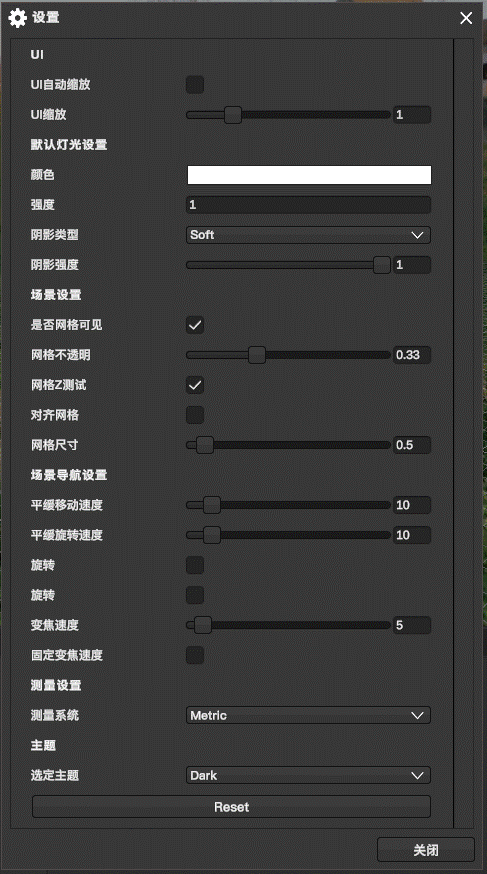 设置
UI
UI自动缩放
UI缩放 1
默认灯光设置
颜色
强度 1
阴影类型 Soft
阴影强度 1
场景设置
是否网格可见
网格不透明 0.33
网格Z测试
对齐网格
网格尺寸 0.5
场景导航设置
平缓移动速度 10
平缓旋转速度 10
旋转
旋转
变焦速度 5
固定变焦速度
测量设置
测量系统 Metric
主题
选定主题 Dark
Reset
关闭